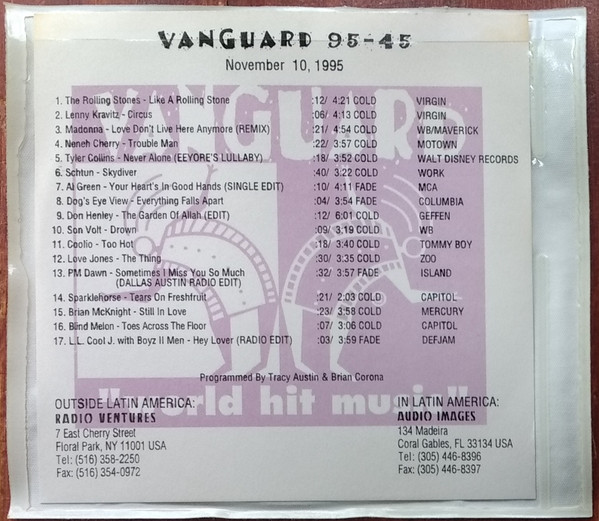 VANGUARD 95-45
November 10, 1995
VANGUARD
1. The Rolling Stones - Like A Rolling Stone :12/ 4:21 COLD VIRGIN
2. Lenny Kravitz - Circus :06/ 4:13 COLD VIRGIN
3. Madonna - Love Don't Live Here Anymore (REMIX) :21/ 4:54 COLD WB/MAVERICK
4. Neneh Cherry - Trouble Man :22/ 3:57 COLD MOTOWN
5. Tyler Collins - Never Alone (EEYORE'S LULLABY) :18/ 3:52 COLD WALT DISNEY RECORDS
6. Schtun - Skydiver :40/ 3:22 COLD WORK
7. Al Green - Your Heart's In Good Hands (SINGLE EDIT) :10/ 4:11 FADE MCA
8. Dog's Eye View - Everything Falls Apart :04/ 3:54 FADE COLUMBIA
9. Don Henley - The Garden Of Allah (EDIT) :12/ 6:01 COLD GEFFEN
10. Son Volt - Drown :09/ 3:19 COLD WB
11. Coolio - Too Hot :18/ 3:40 COLD TOMMY BOY
12. Love Jones - The Thing :30/ 3:35 COLD ZOO
13. PM Dawn - Sometimes I Miss You So Much :32/ 3:57 FADE ISLAND
(DALLAS AUSTIN RADIO EDIT)
14. Sparklehorse - Tears On Freshfruit :21/ 2:03 COLD CAPITOL
15. Brian McKnight - Still In Love :23/ 3:58 COLD MERCURY
16. Blind Melon - Toes Across The Floor :07/ 3:06 COLD CAPITOL
17. L.L. Cool J. with Boyz II Men - Hey Lover (RADIO EDIT) :03/ 3:59 FADE DEFJAM
Programmed By Tracy Austin & Brian Corona
"world hit music"
OUTSIDE LATIN AMERICA:
RADIO VENTURES
7 East Cherry Street
Floral Park, NY 11001 USA
Tel: (516) 358-2250
Fax: (516) 354-0972
IN LATIN AMERICA:
AUDIO IMAGES
134 Madeira
Coral Gables, FL 33134 USA
Tel: (305) 446-8396
Fax: (305) 446-8397